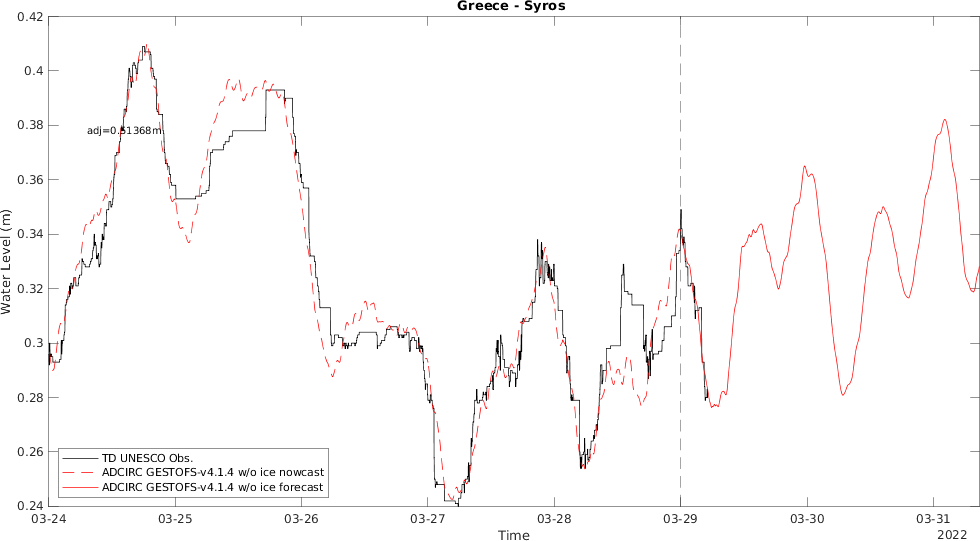 Greece - Syros
0.42
0.4
0.38
0.36
0.34
0.32
0.3
0.28
0.26
0.24
Water Level (m)
adj=0.51368m
TD UNESCO Obs.
ADCIRC GESTOFS-v4.1.4 w/o ice nowcast
ADCIRC GESTOFS-v4.1.4 w/o ice forecast
03-24 03-25 03-26 03-27 03-28 03-29 03-30 03-31
Time
2022